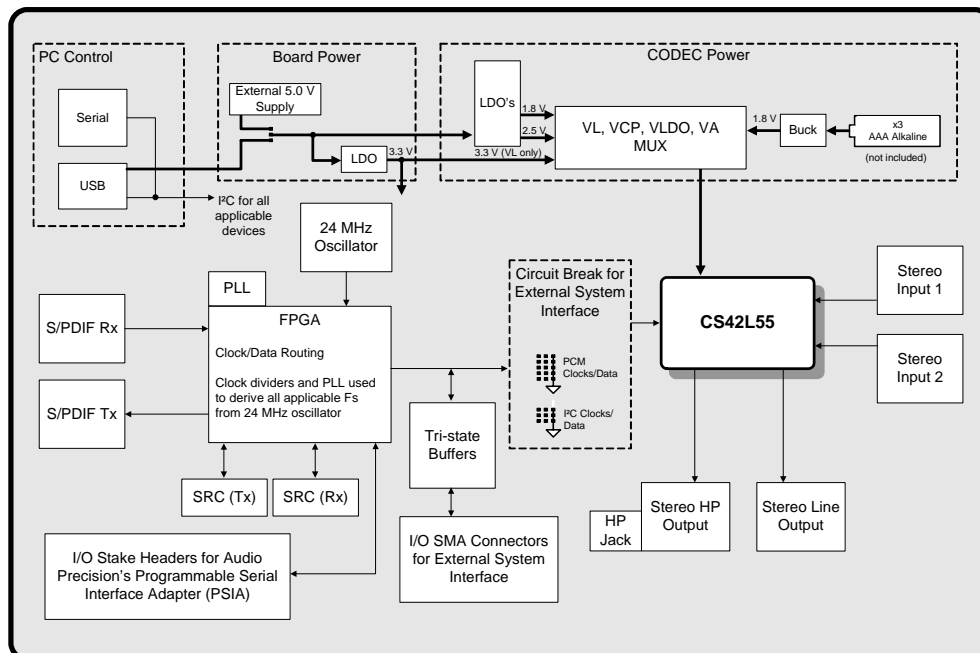 PC Control
Serial
USB
I²C for all
applicable
devices
Board Power
External 5.0 V
Supply
LDO
3.3 V
CODEC Power
LDO's
1.8 V
2.5 V
3.3 V (VL only)
VL, VCP, VLDO, VA
MUX
1.8 V
Buck
x3
AAA Alkaline
(not included)
24 MHz
Oscillator
PLL
FPGA
Clock/Data Routing
Clock dividers and PLL used
to derive all applicable Fs
from 24 MHz oscillator
S/PDIF Rx
S/PDIF Tx
SRC (Tx)
SRC (Rx)
I/O Stake Headers for Audio
Precision's Programmable Serial
Interface Adapter (PSIA)
Tri-state
Buffers
I/O SMA Connectors
for External System
Interface
Circuit Break for
External System
Interface
PCM
Clocks/Data
I²C Clocks/
Data
CS42L55
Stereo
Input 1
Stereo
Input 2
HP
Jack
Stereo HP
Output
Stereo Line
Output